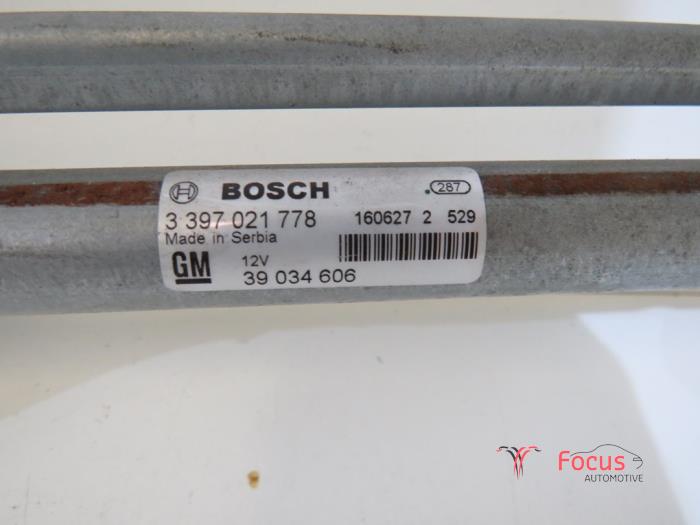 BOSCH 287
3 397 021 778 160627 2 529
Made in Serbia
GM 12V
39 034 606
Focus
AUTOMOTIVE